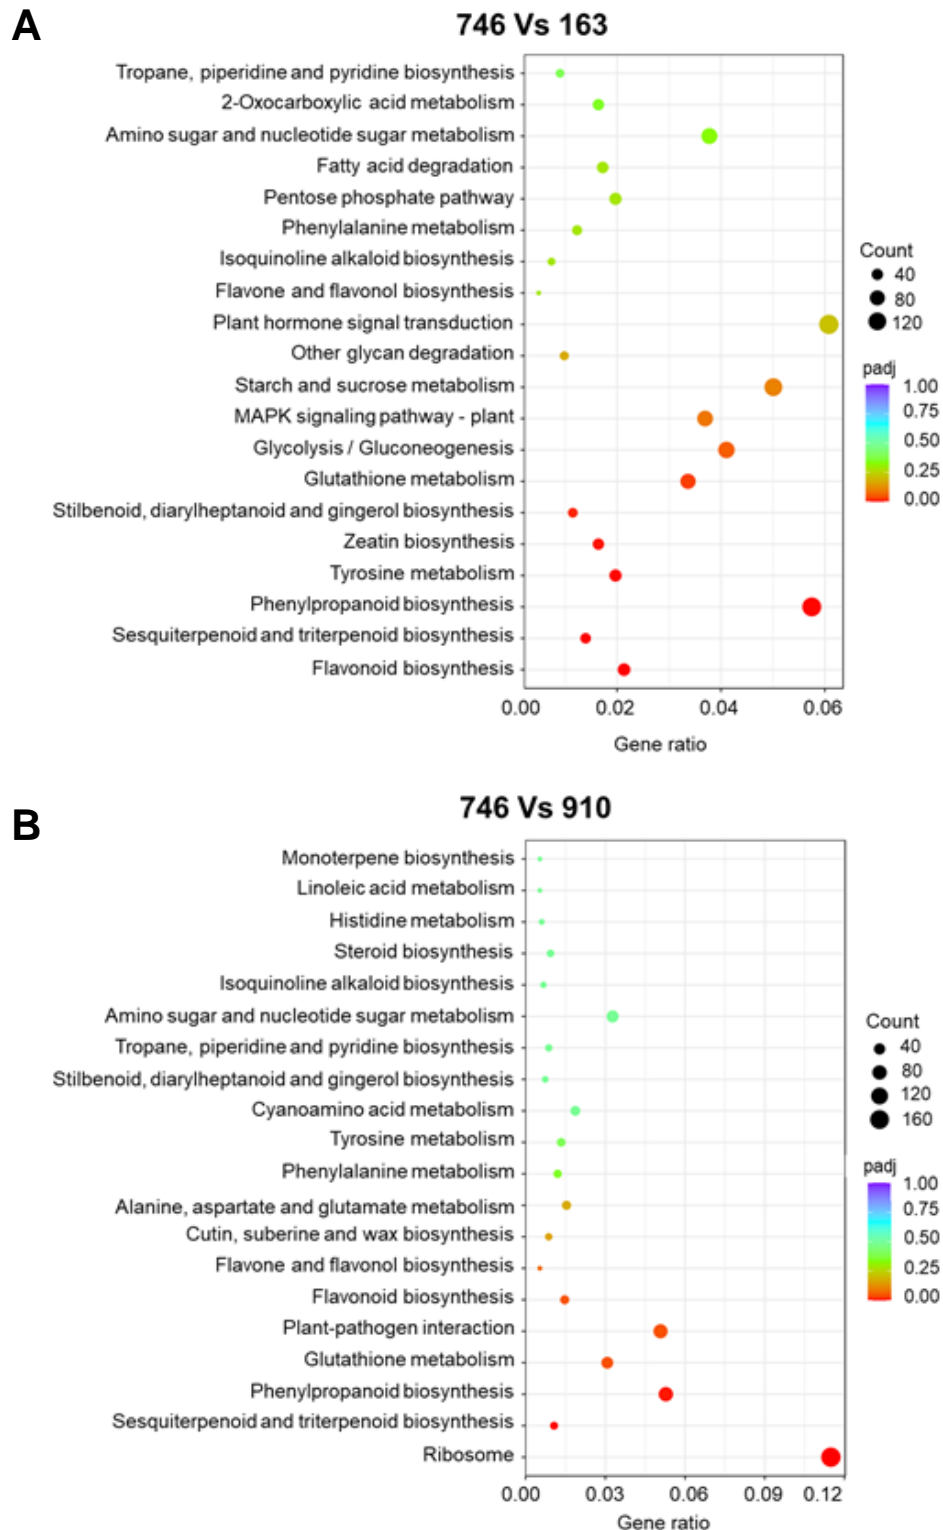 A
746 Vs 163
Tropane, piperidine and pyridine biosynthesis
2-Oxocarboxylic acid metabolism
Amino sugar and nucleotide sugar metabolism
Fatty acid degradation
Pentose phosphate pathway
Phenylalanine metabolism
Isoquinoline alkaloid biosynthesis
Flavone and flavonol biosynthesis
Plant hormone signal transduction
Other glycan degradation
Starch and sucrose metabolism
MAPK signaling pathway - plant
Glycolysis / Gluconeogenesis
Glutathione metabolism
Stilbenoid, diarylheptanoid and gingerol biosynthesis
Zeatin biosynthesis
Tyrosine metabolism
Phenylpropanoid biosynthesis
Sesquiterpenoid and triterpenoid biosynthesis
Flavonoid biosynthesis
0.00 0.02 0.04 0.06
Gene ratio
Count
40
80
120
padj
1.00
0.75
0.50
0.25
0.00
B
746 Vs 910
Monoterpene biosynthesis
Linoleic acid metabolism
Histidine metabolism
Steroid biosynthesis
Isoquinoline alkaloid biosynthesis
Amino sugar and nucleotide sugar metabolism
Tropane, piperidine and pyridine biosynthesis
Stilbenoid, diarylheptanoid and gingerol biosynthesis
Cyanoamino acid metabolism
Tyrosine metabolism
Phenylalanine metabolism
Alanine, aspartate and glutamate metabolism
Cutin, suberine and wax biosynthesis
Flavone and flavonol biosynthesis
Flavonoid biosynthesis
Plant-pathogen interaction
Glutathione metabolism
Phenylpropanoid biosynthesis
Sesquiterpenoid and triterpenoid biosynthesis
Ribosome
0.00 0.03 0.06 0.09 0.12
Gene ratio
Count
40
80
120
160
padj
1.00
0.75
0.50
0.25
0.00